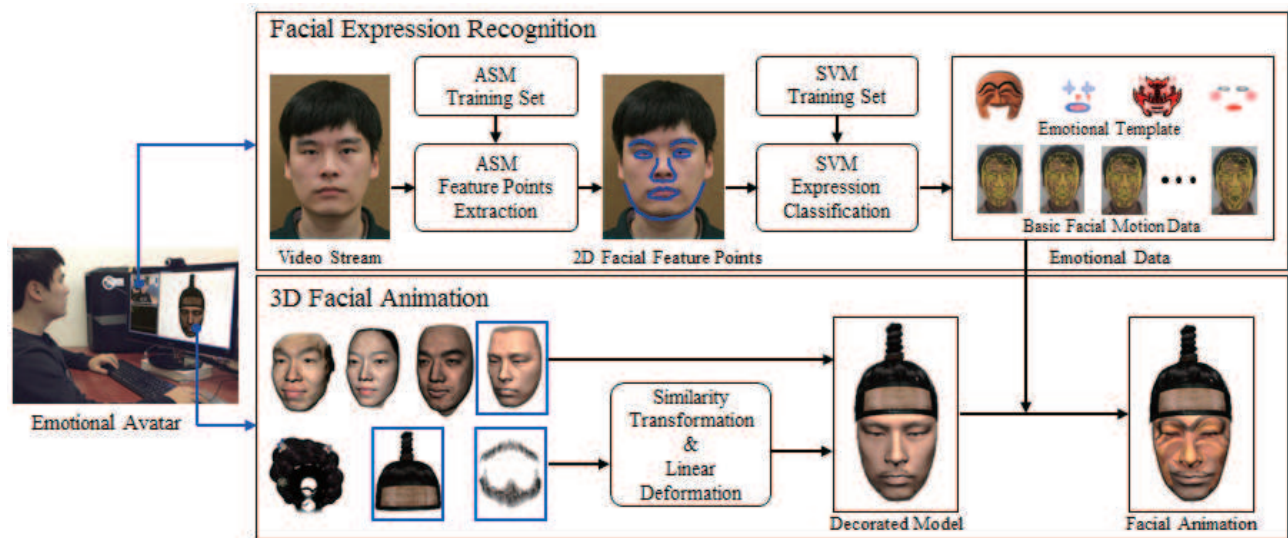 Facial Expression Recognition
ASM
Training Set
SVM
Training Set
Emotional Template
ASM
Feature Points
Extraction
SVM
Expression
Classification
Basic Facial Motion Data
Video Stream
2D Facial Feature Points
Emotional Data
Emotional Avatar
3D Facial Animation
Similarity
Transformation
&
Linear
Deformation
Decorated Model
Facial Animation